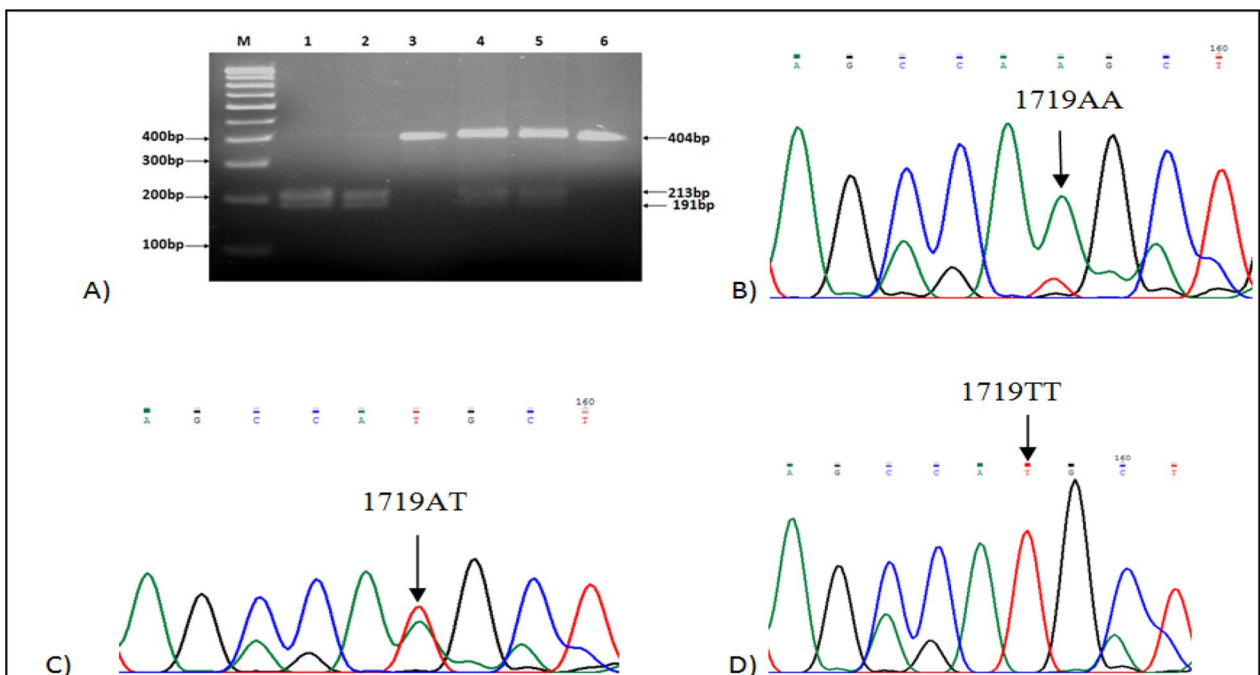 M 1 2 3 4 5 6
400bp
300bp
200bp
100bp
404bp
213bp
191bp
A)
160
A G C C A A G C T
1719AA
B)
160
A G C C A T G C T
1719AT
C)
1719TT
160
A G C C A T G C T
D)